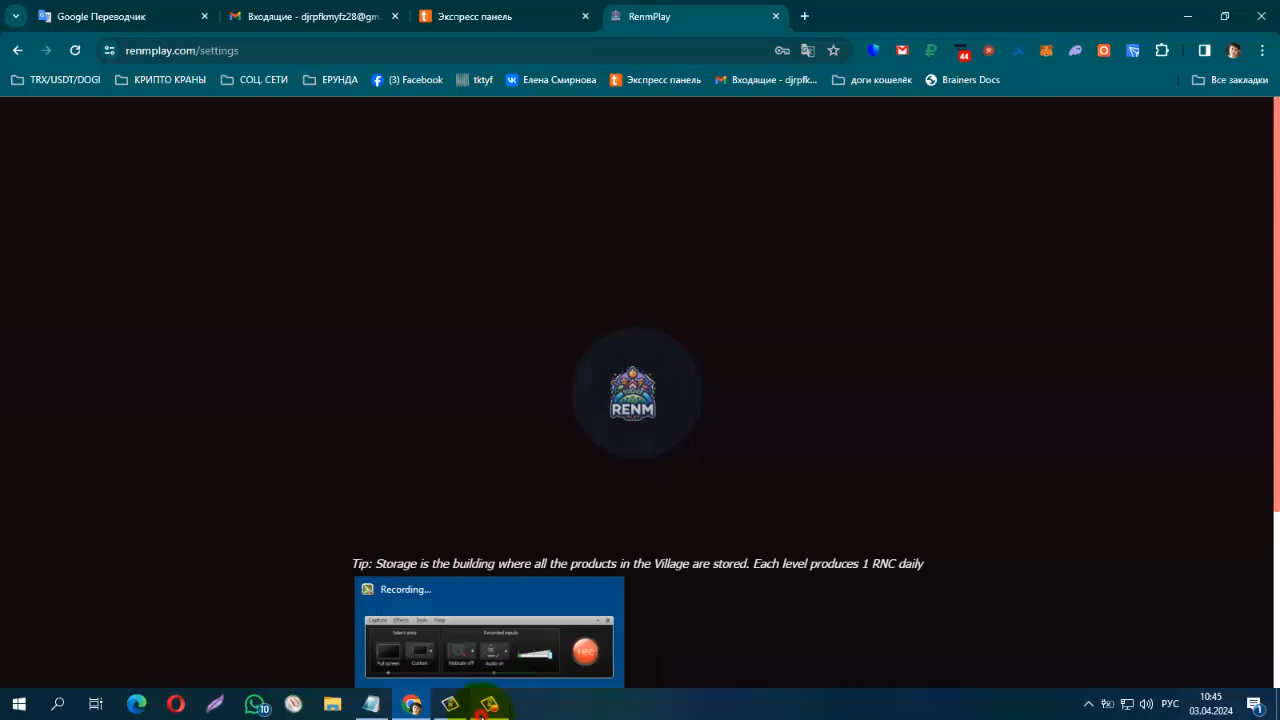 Google Переводчик
Входящие - djrpfkmyfz28@gm
Экспресс панель
RenmPlay
renmplay.com/settings
44
TRX/USDT/DOGI
КРИПТО КРАНЫ
СОЦ. СЕТИ
ЕРУНДА
(3) Facebook
tktyf
Елена Смирнова
Экспресс панель
Входящие - djrpfk...
доги кошелёк
Brainers Docs
Все закладки
RENM
Tip: Storage is the building where all the products in the Village are stored. Each level produces 1 RNC daily
Recording...
Capture Effects Tools Help
Select area
Recorded inputs
Full screen
Custom
Webcam off
Audio on
rec
10
РУС
10:45
03.04.2024
1